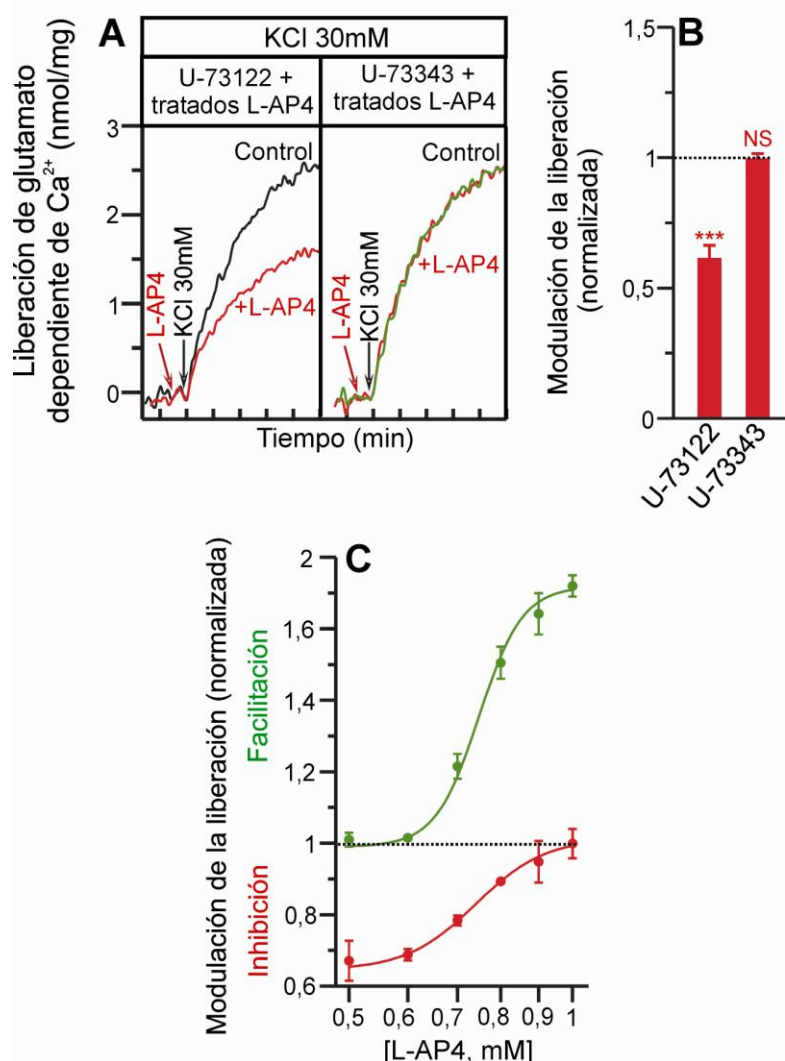 A
KCl 30mM
U-73122 +
tratados L-AP4
U-73343 +
tratados L-AP4
Liberación de glutamato
dependiente de Ca²⁺ (nmol/mg)
3
2
1
0
Control
+L-AP4
L-AP4
KCl 30mM
Control
+L-AP4
L-AP4
KCl 30mM
Tiempo (min)
B
Modulación de la liberación
(normalizada)
1,5
1
0,5
0
***
NS
U-73122
U-73343
C
Modulación de la liberación (normalizada)
Facilitación
Inhibición
2
1,6
1,4
1,2
1
0,8
0,6
0,5
0,6
0,7
0,8
0,9
1
[L-AP4, mM]